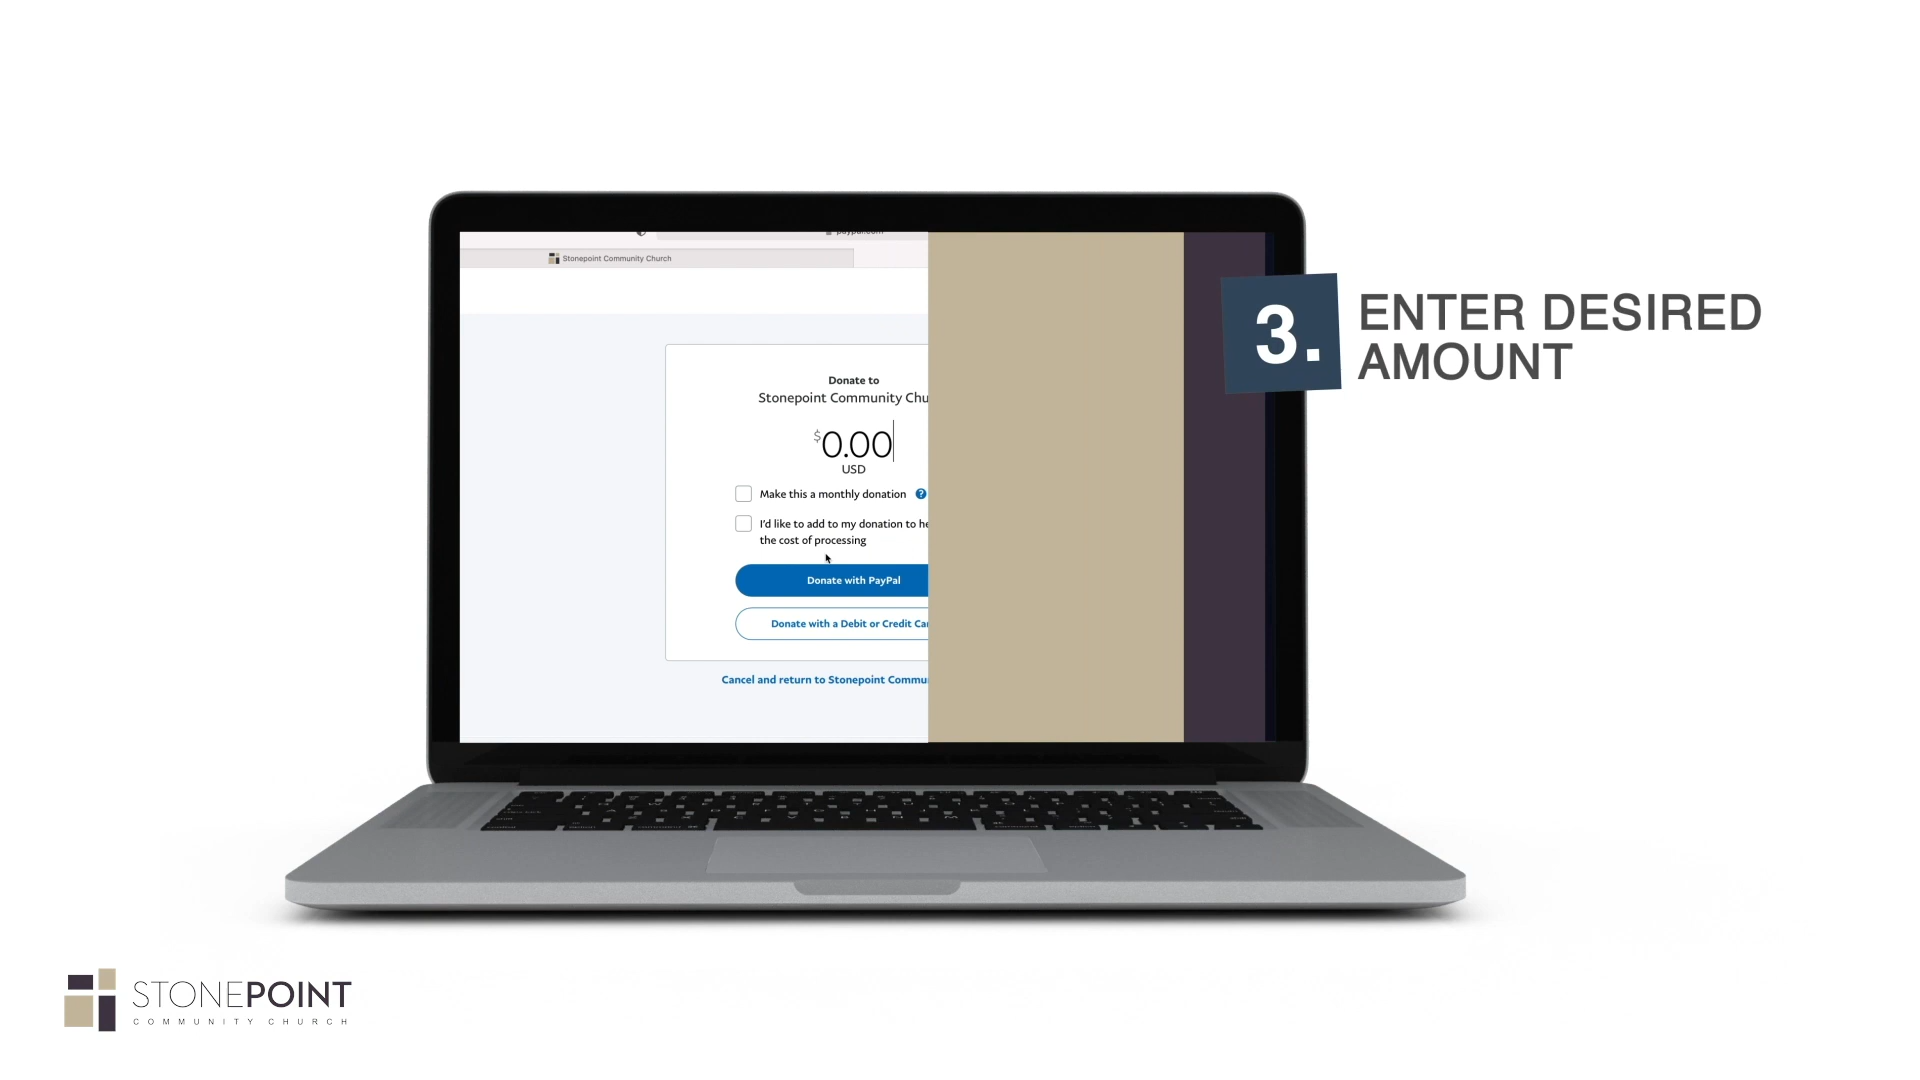 Stonepoint Community Church
3. ENTER DESIRED
AMOUNT
Donate to
Stonepoint Community Chu
$0.00
USD
Make this a monthly donation ?
I'd like to add to my donation to he
the cost of processing
Donate with PayPal
Donate with a Debit or Credit Ca
Cancel and return to Stonepoint Commu
STONEPOINT
COMMUNITY CHURCH